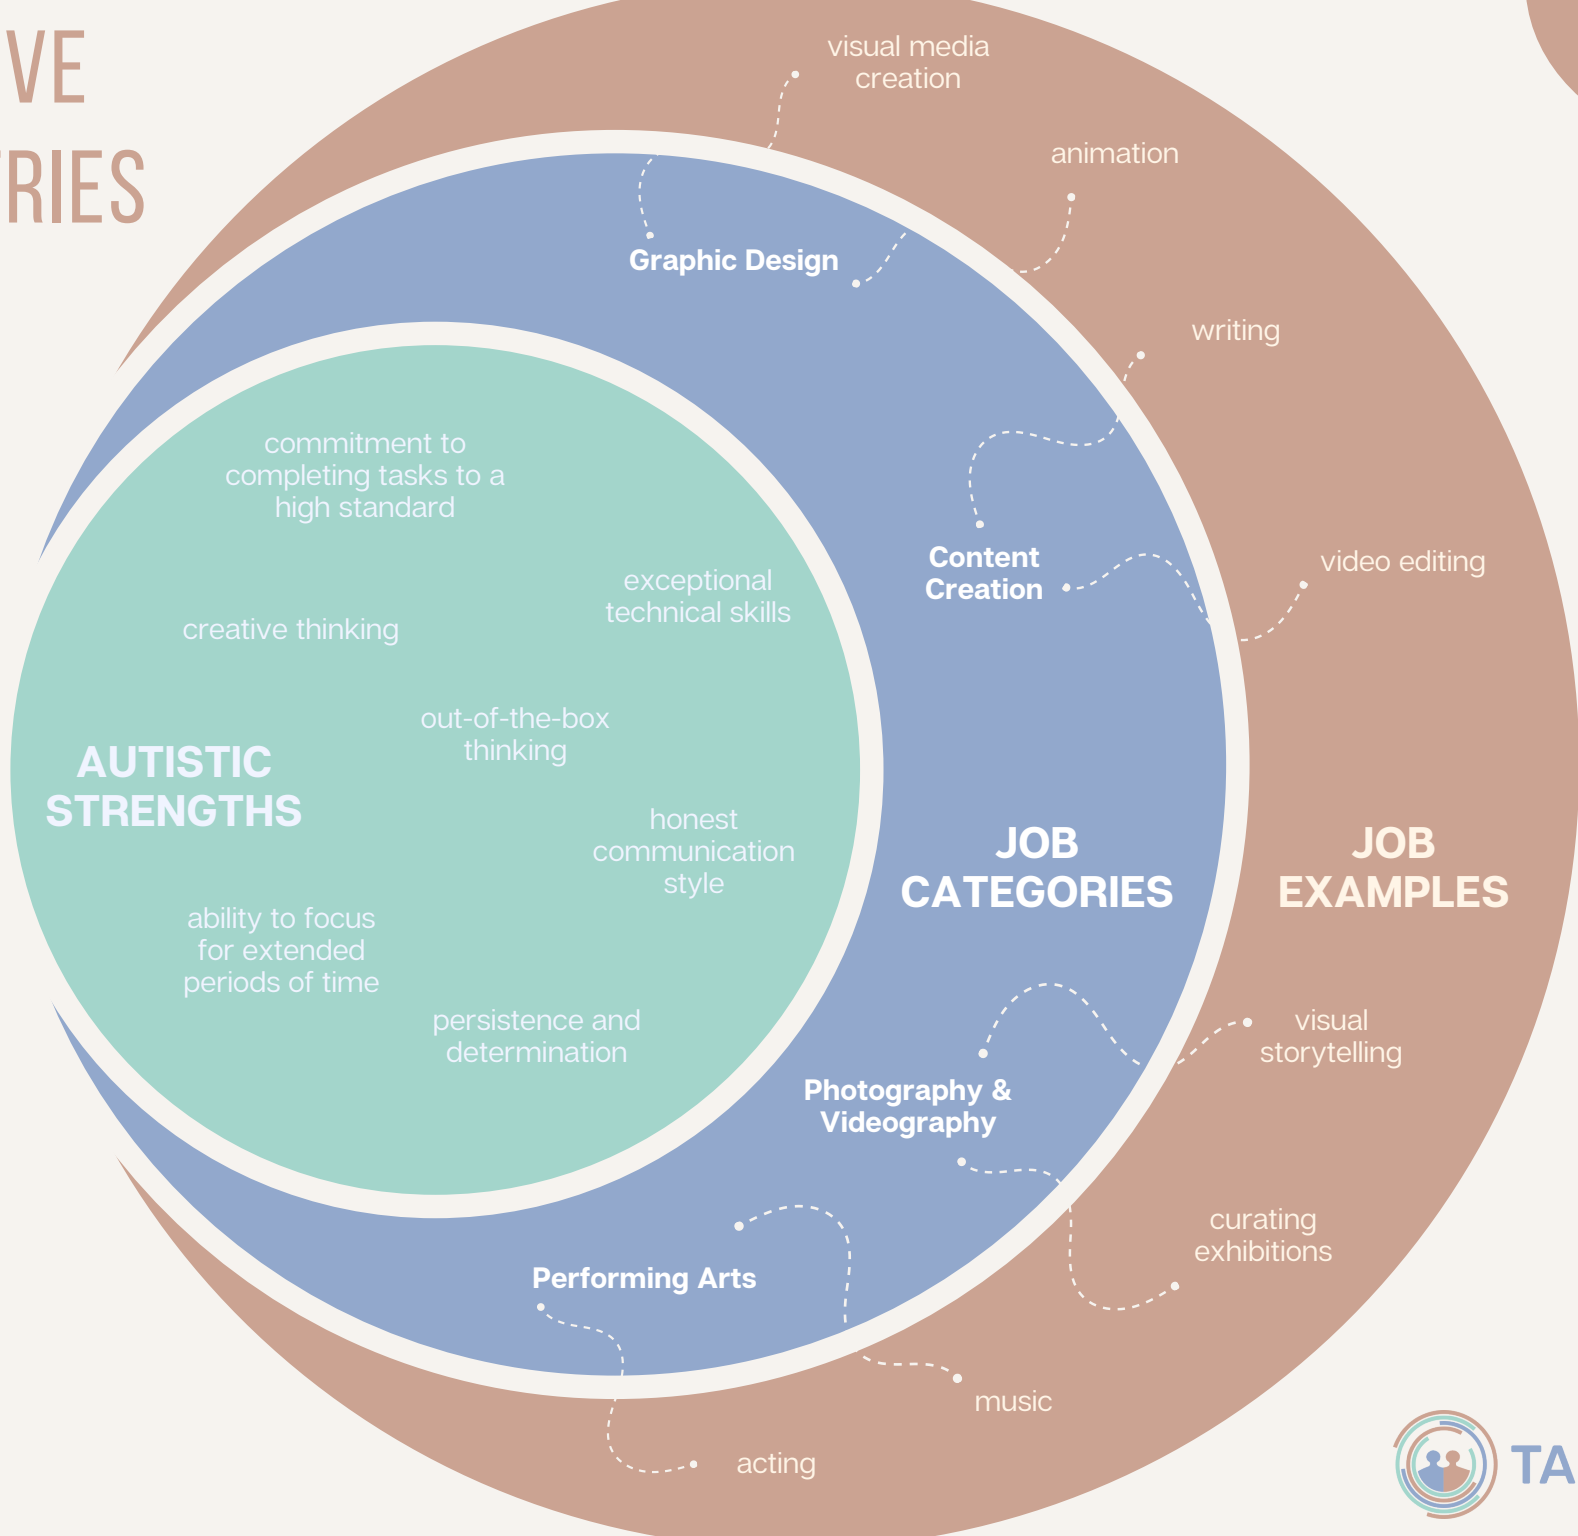 VE
RIES
visual media
creation
animation
Graphic Design
writing
commitment to
completing tasks to a
high standard
exceptional
technical skills
creative thinking
Content
Creation
video editing
out-of-the-box
thinking
AUTISTIC
STRENGTHS
honest
communication
style
JOB
CATEGORIES
JOB
EXAMPLES
ability to focus
for extended
periods of time
persistence and
determination
visual
storytelling
Photography &
Videography
curating
exhibitions
Performing Arts
music
acting
TA